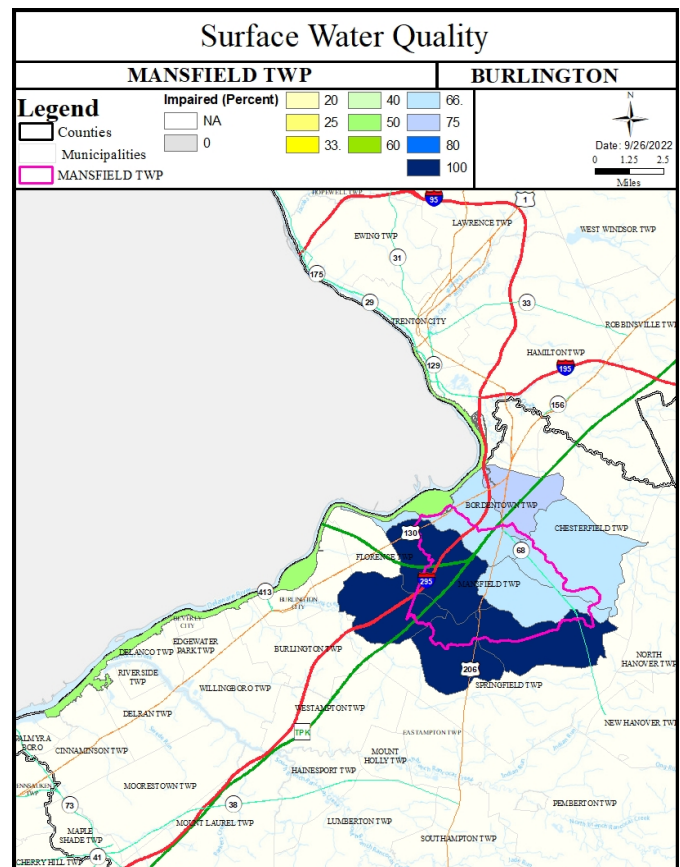 Surface Water Quality
MANSFIELD TWP
BURLINGTON
Legend
Counties
Municipalities
MANSFIELD TWP
Impaired (Percent)
NA
0
20
25
33.
40
50
60
66.
75
80
100
N
Date: 9/26/2022
0 1.25 2.5
Miles
HOPEWELL TWP
95
1
LAWRENCE TWP
EWING TWP
WEST WINDSOR TWP
31
175
29
33
TRENTON CITY
ROBBINSVILLE TWP
HAMILTON TWP
129
195
156
BORDENTOWN TWP
CHESTERFIELD TWP
130
68
FLORENCE TWP
295
MANSFIELD TWP
413
BURLINGTON
CITY
BEVERLY
CITY
EDGEWATER
PARK TWP
DELANCO TWP
BURLINGTON TWP
RIVERSIDE
TWP
WILLINGBORO TWP
206
SPRINGFIELD TWP
NORTH
HANOVER TWP
DELRAN TWP
WESTAMPTON TWP
NEW HANOVER TWP
TPK
EASTAMPTON TWP
PALMYRA
BORO
CINNAMINSON TWP
MOUNT
HOLLY TWP
HAINESPORT TWP
MOORESTOWN TWP
PENNSAUKEN
TWP
73
38
PEMBERTON TWP
MAPLE
SHADE TWP
MOUNT LAUREL TWP
LUMBERTON TWP
SOUTHAMPTON TWP
41
CHERRY HILL TWP